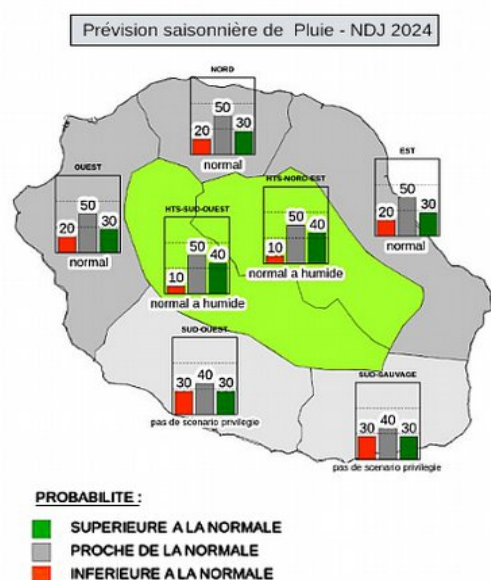 Prévision saisonnière de Pluie - NDJ 2024
NORD
20 50 30
normal
OUEST
20 50 30
normal
HTS-SUD-OUEST
10 50 40
normal a humide
HTS-NORD-EST
10 50 40
normal a humide
EST
20 50 30
normal
SUD-OUEST
30 40 30
pas de scenario privilegie
SUD-SAUVAGE
30 40 30
pas de scenario privilegie
PROBABILITE :
SUPERIEURE A LA NORMALE
PROCHE DE LA NORMALE
INFERIEURE A LA NORMALE